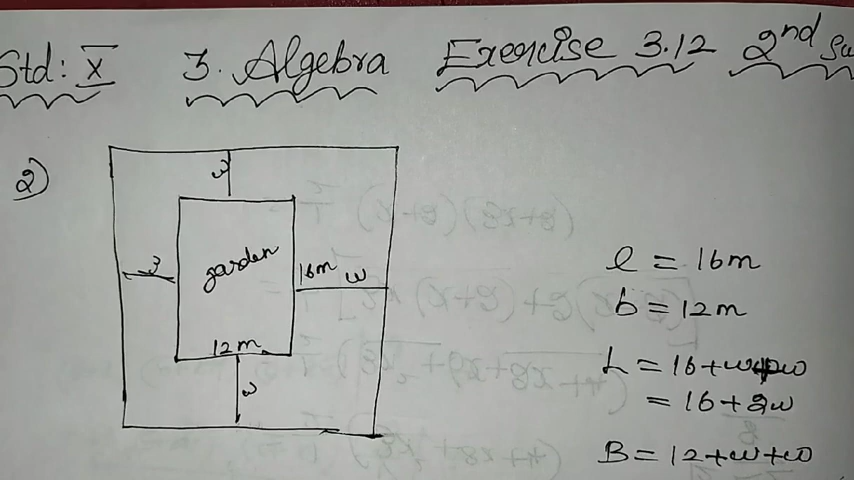 Std: X 3. Algebra Exercise 3.12 2nd
2)
w
w garden 16m w
12m
w
l = 16m
b = 12m
L = 16+w+w
= 16+2w
B = 12+w+w